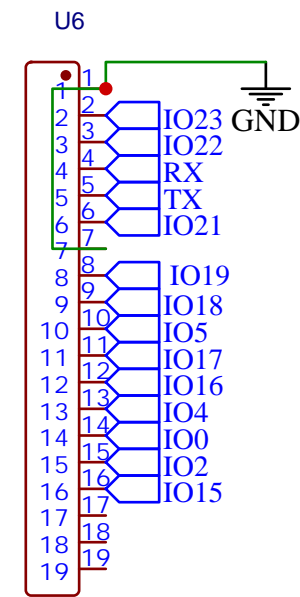 U6
1 1
2 2 IO23 GND
3 3 IO22
4 4 RX
5 5 TX
6 6 IO21
7 7
8 8 IO19
9 9 IO18
10 10 IO5
11 11 IO17
12 12 IO16
13 13 IO4
14 14 IO0
15 15 IO2
16 16 IO15
17 17
18 18
19 19